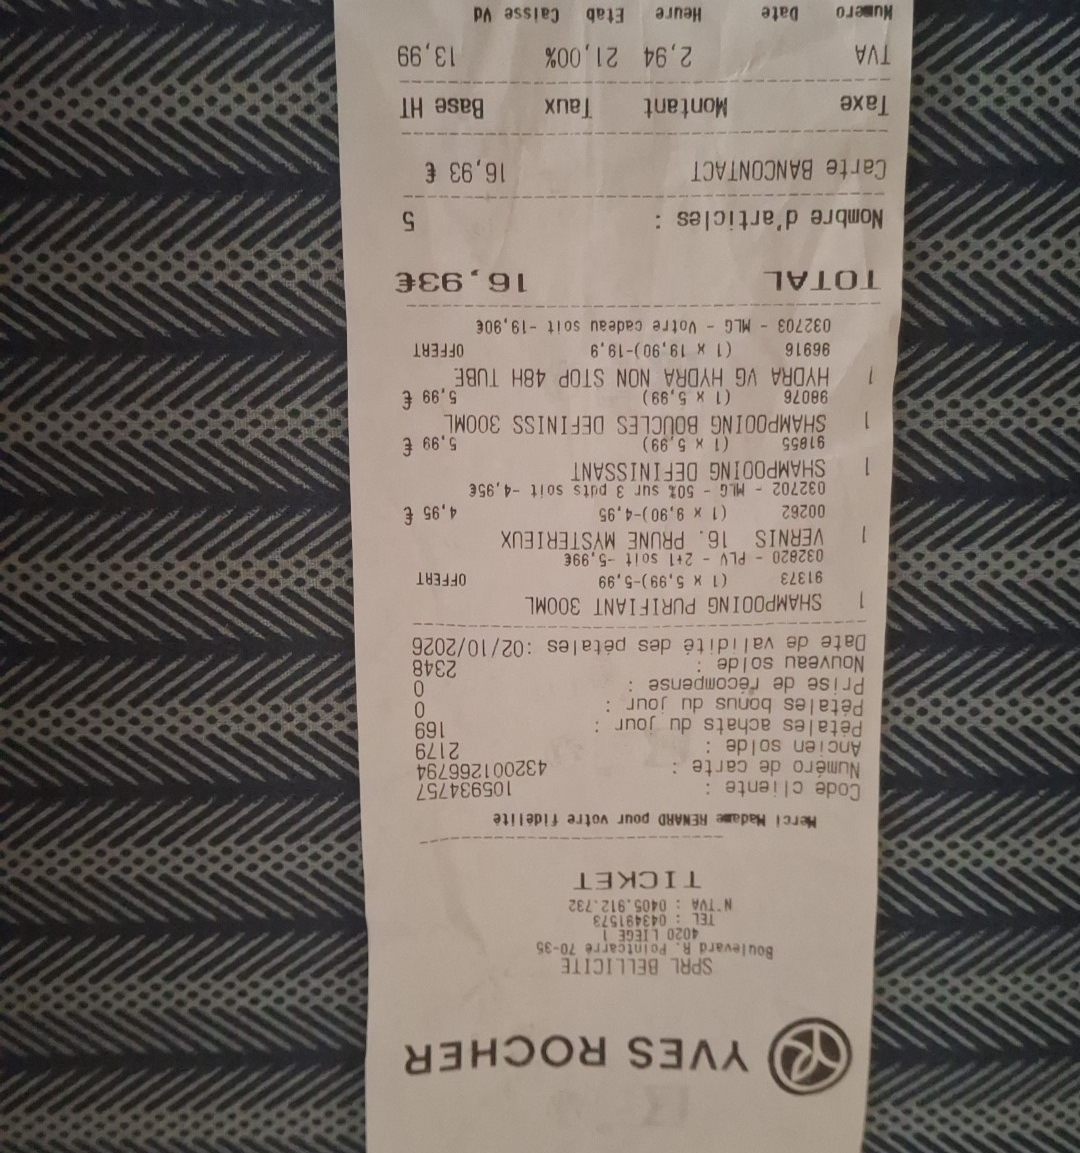 YVES ROCHER
SPRL BELLICITE
Boulevard R. Pointcarré 70-35
4020 LIEGE 1
TEL : 043491573
N°TVA : 0405.912.732
TICKET
Merci Madame RENARD pour votre fidélité
Code cliente : 105934757
Numéro de carte : 432001266794
Ancien solde : 2179
Pétales achats du jour : 169
Pétales bonus du jour : 0
Prise de récompense : 0
Nouveau solde : 2348
Date de validité des pétales :02/10/2026
1 SHAMPOOING PURIFIANT 300ML
91373 (1 x 5,99)-5,99 OFFERT
032820 - PLV - 2+1 soit -5,99€
1 VERNIS 16. PRUNE MYSTERIEUX
00262 (1 x 9,90)-4,95 4,95 €
032702 - MLG - 50% sur 3 pdts soit -4,95€
1 SHAMPOOING DEFINISSANT
91855 (1 x 5,99) 5,99 €
1 SHAMPOOING BOUCLES DEFINISS 300ML
98076 (1 x 5,99) 5,99 €
1 HYDRA VG HYDRA NON STOP 48H TUBE
96916 (1 x 19,90)-19,9 OFFERT
032703 - MLG - Votre cadeau soit -19,90€
TOTAL 16,93€
Nombre d'articles : 5
Carte BANCONTACT 16,93 €
Taxe Montant Taux Base HT
TVA 2,94 21,00% 13,99
Numero Date Heure Etab Caisse Vd